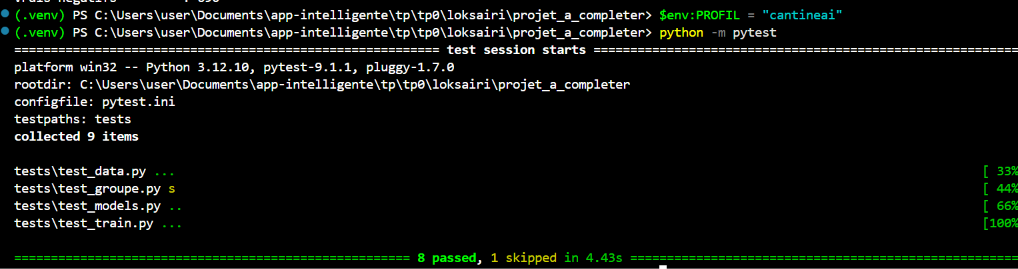 (.venv) PS C:\Users\user\Documents\app-intelligente\tp\tp0\loksairi\projet_a_completer> $env:PROFIL = "cantineai"
(.venv) PS C:\Users\user\Documents\app-intelligente\tp\tp0\loksairi\projet_a_completer> python -m pytest
========================================================= test session starts =========================================================
platform win32 -- Python 3.12.10, pytest-9.1.1, pluggy-1.7.0
rootdir: C:\Users\user\Documents\app-intelligente\tp\tp0\loksairi\projet_a_completer
configfile: pytest.ini
testpaths: tests
collected 9 items
tests\test_data.py ... [ 33%
tests\test_groupe.py s [ 44%
tests\test_models.py .. [ 66%
tests\test_train.py ... [100%
====================================================== 8 passed, 1 skipped in 4.43s ======================================================